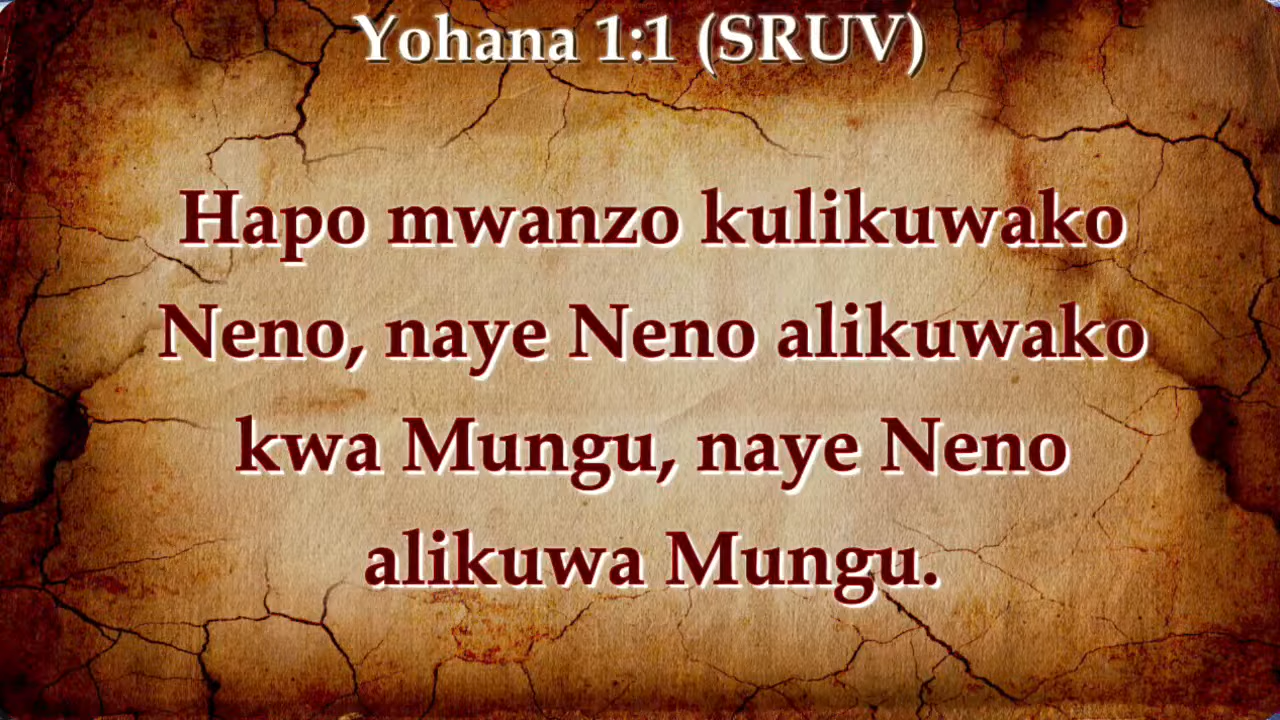 Yohana 1:1 (SRUV)
Hapo mwanzo kulikuwako
Neno, naye Neno alikuwako
kwa Mungu, naye Neno
alikuwa Mungu.